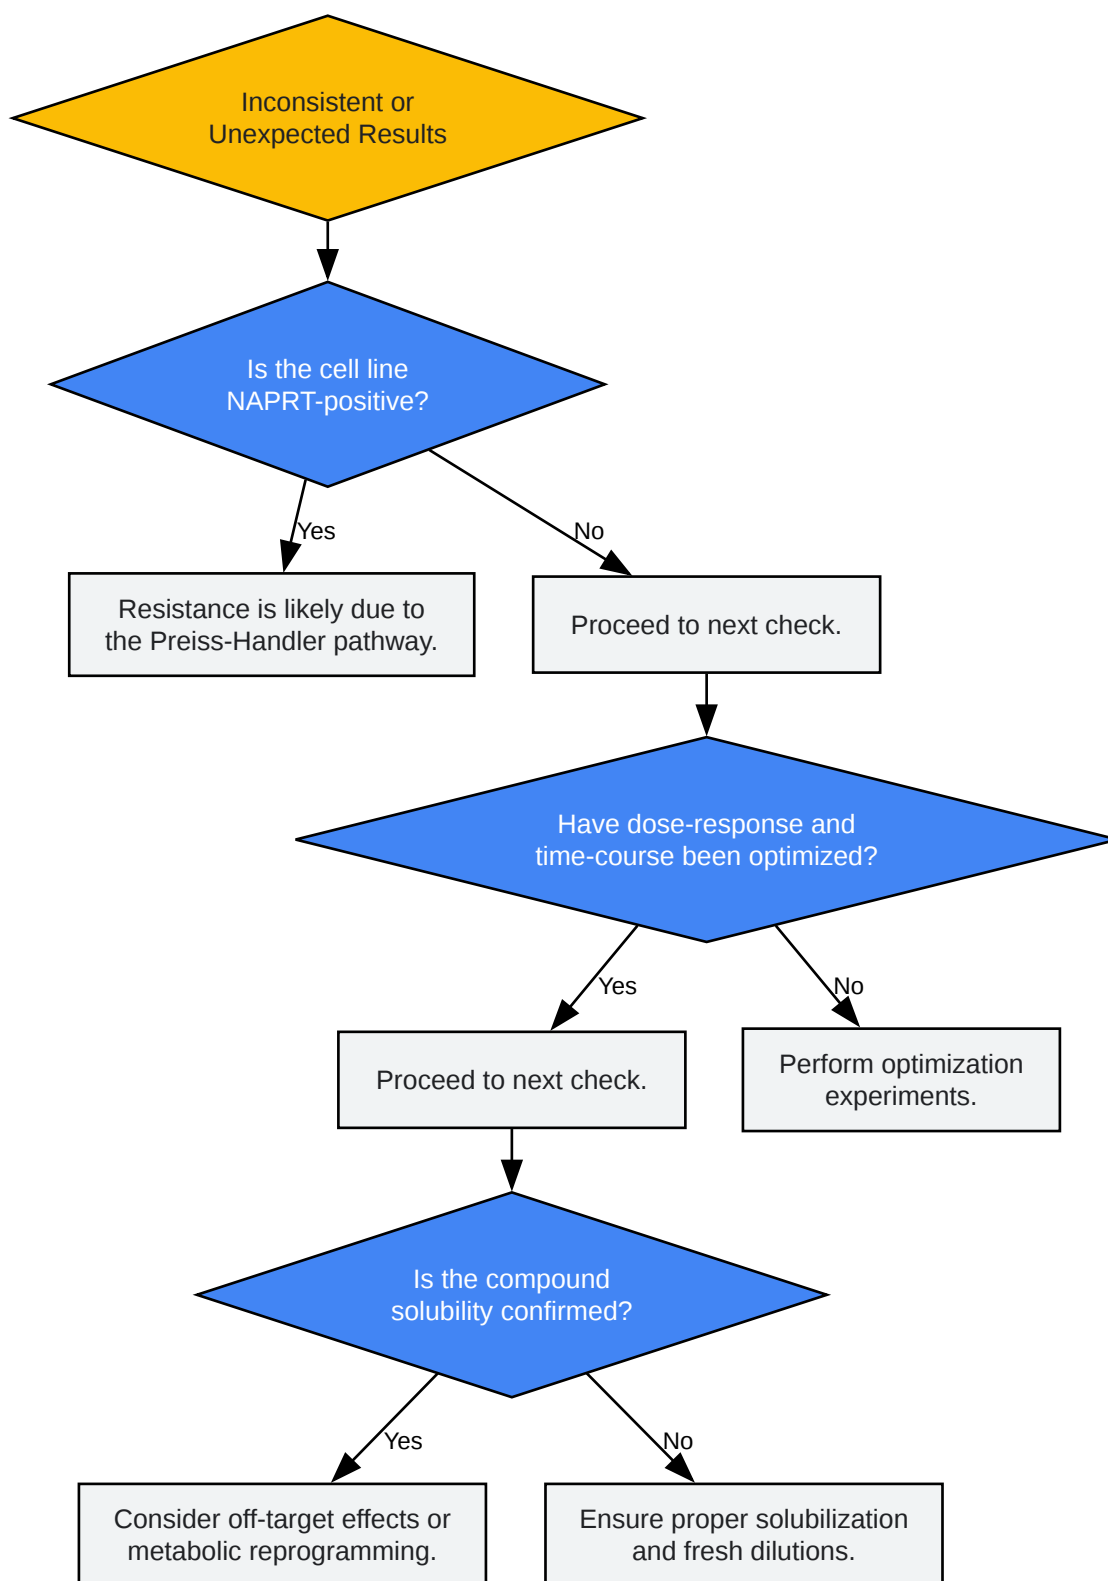 Inconsistent or
Unexpected Results
Is the cell line
NAPRT-positive?
Yes
No
Resistance is likely due to
the Preiss-Handler pathway.
Proceed to next check.
Have dose-response and
time-course been optimized?
Yes
No
Proceed to next check.
Perform optimization
experiments.
Is the compound
solubility confirmed?
Yes
No
Consider off-target effects or
metabolic reprogramming.
Ensure proper solubilization
and fresh dilutions.